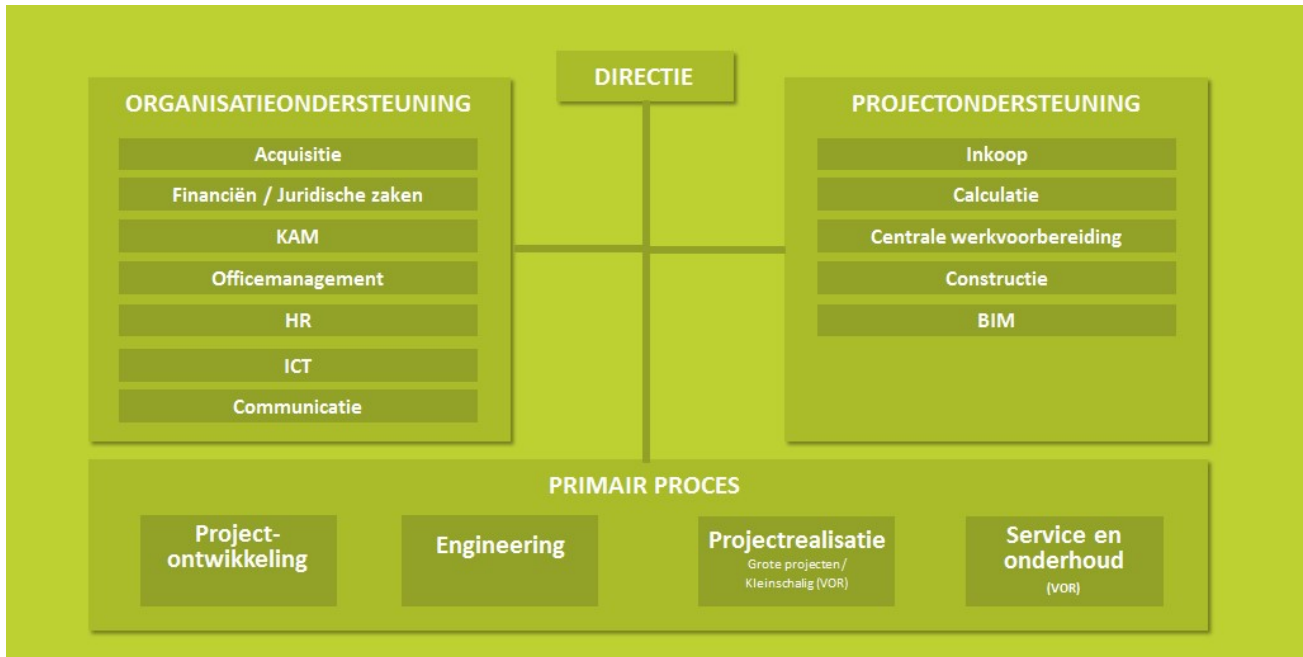 DIRECTIE
ORGANISATIEONDERSTEUNING
Acquisitie
Financiën / Juridische zaken
KAM
Officemanagement
HR
ICT
Communicatie
PROJECTONDERSTEUNING
Inkoop
Calculatie
Centrale werkvoorbereiding
Constructie
BIM
PRIMAIR PROCES
Project-
ontwikkeling
Engineering
Projectrealisatie
Grote projecten /
Kleinschalig (VOR)
Service en
onderhoud
(VOR)